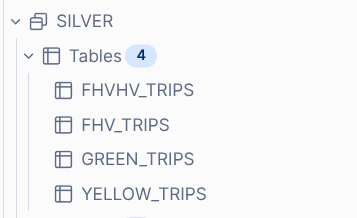 SILVER
Tables 4
FHVHV_TRIPS
FHV_TRIPS
GREEN_TRIPS
YELLOW_TRIPS